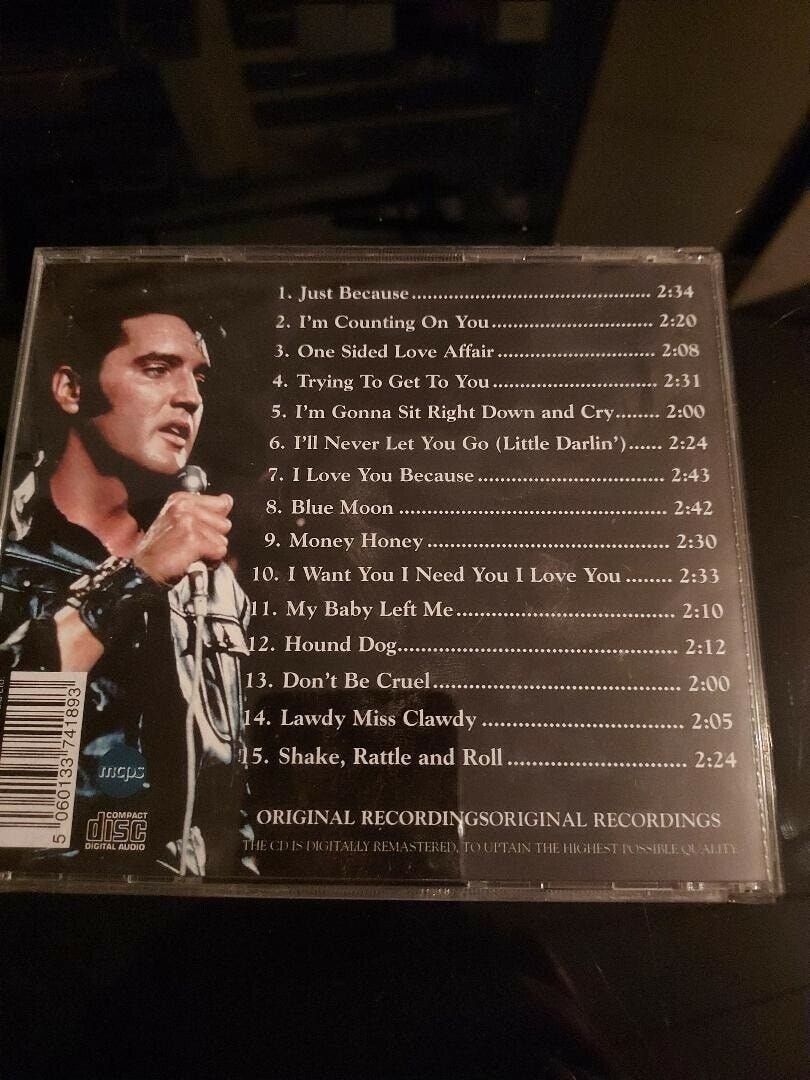 1. Just Because............................................. 2:34
2. I'm Counting On You.............................. 2:20
3. One Sided Love Affair............................. 2:08
4. Trying To Get To You............................... 2:31
5. I'm Gonna Sit Right Down and Cry........ 2:00
6. I'll Never Let You Go (Little Darlin')...... 2:24
7. I Love You Because................................... 2:43
8. Blue Moon .................................................. 2:42
9. Money Honey............................................. 2:30
10. I Want You I Need You I Love You ........ 2:33
11. My Baby Left Me........................................ 2:10
12. Hound Dog.................................................. 2:12
13. Don't Be Cruel............................................ 2:00
14. Lawdy Miss Clawdy .................................. 2:05
15. Shake, Rattle and Roll............................... 2:24
ORIGINAL RECORDINGSORIGINAL RECORDINGS
THE CD IS DIGITALLY REMASTERED, TO UPTAIN THE HIGHEST POSSIBLE QUALITY
5 060133 741893
mcps
COMPACT
disc
DIGITAL AUDIO